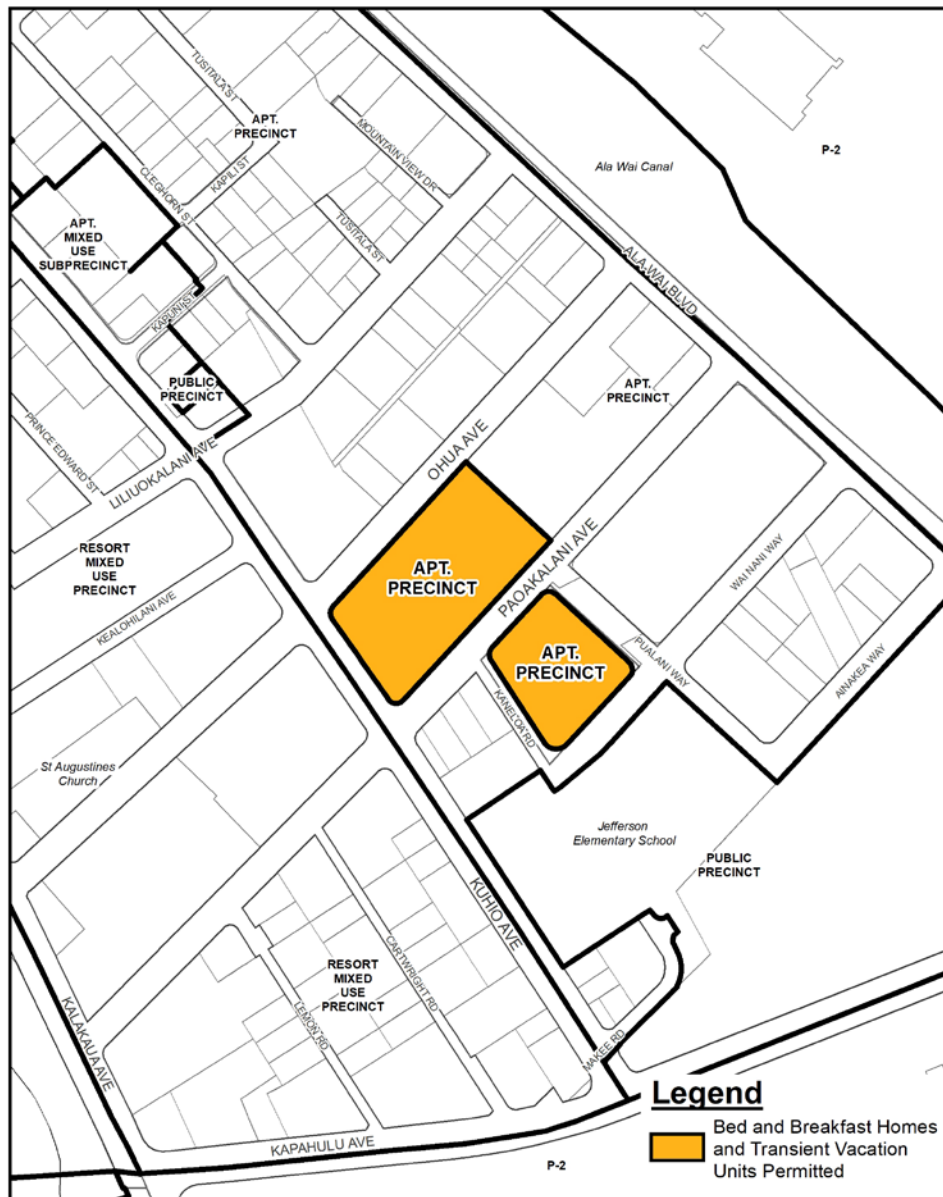 TUSITALA ST
APT.
PRECINCT
MOUNTAIN VIEW DR
Ala Wai Canal
P-2
CLEGHORN ST
KAPILI ST
APT.
MIXED
USE
SUBPRECINCT
TUSITALA ST
ALA WAI BLVD
KAPUNI ST
PUBLIC
PRECINCT
APT.
PRECINCT
PRINCE EDWARD ST
LILIUOKALANI AVE
OHUA AVE
RESORT
MIXED
USE
PRECINCT
KEALOHILANI AVE
APT.
PRECINCT
PAOAKALANI AVE
WAI NANI WAY
APT.
PRECINCT
PUALANI WAY
AINAKEA WAY
KANELOA RD
St Augustines
Church
Jefferson
Elementary School
PUBLIC
PRECINCT
KUHIO AVE
CARTWRIGHT RD
RESORT
MIXED
USE
PRECINCT
LEMON RD
KALAKAUA AVE
MAKEE RD
KAPAHULU AVE
P-2
Legend
Bed and Breakfast Homes
and Transient Vacation
Units Permitted